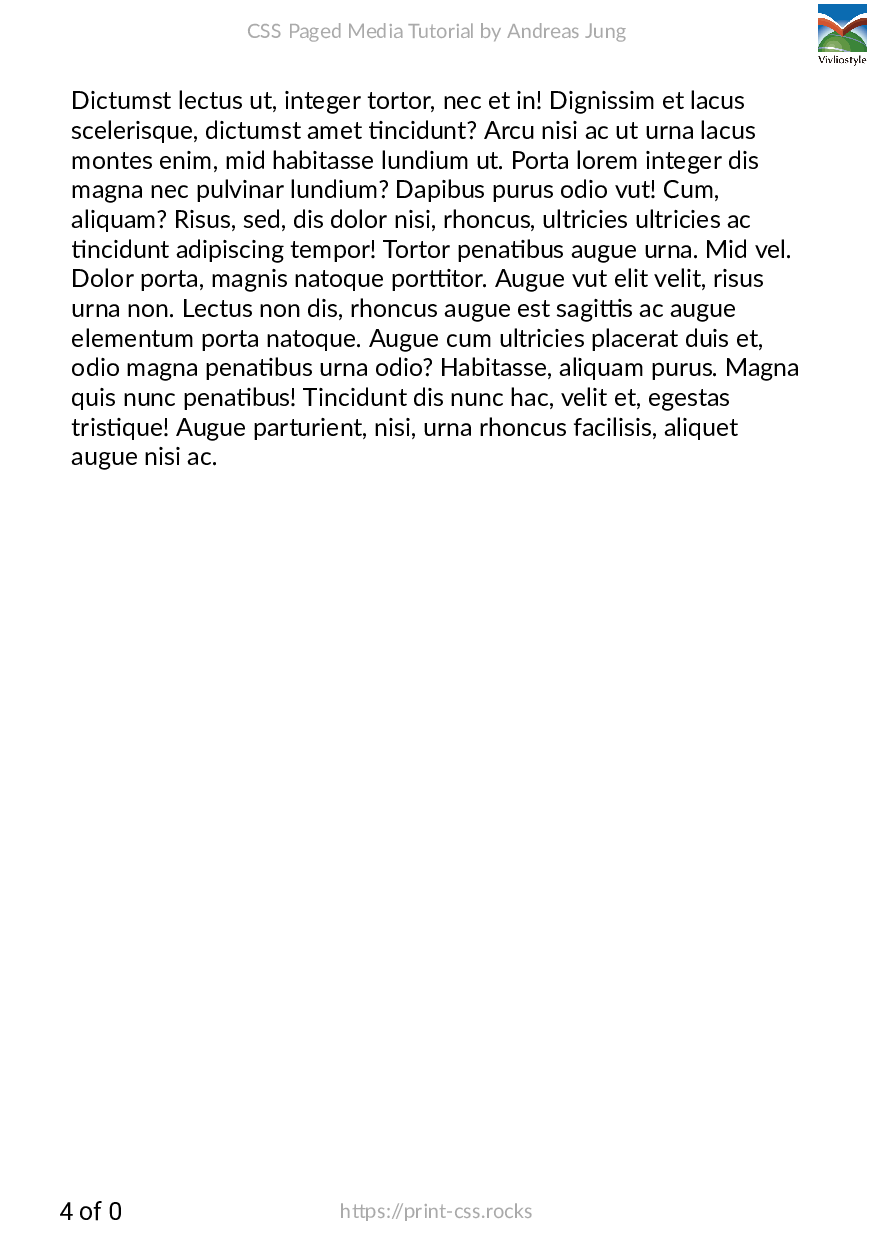 CSS Paged Media Tutorial by Andreas Jung
Vivliostyle
Dictumst lectus ut, integer tortor, nec et in! Dignissim et lacus
scelerisque, dictumst amet tincidunt? Arcu nisi ac ut urna lacus
montes enim, mid habitasse lundium ut. Porta lorem integer dis
magna nec pulvinar lundium? Dapibus purus odio vut! Cum,
aliquam? Risus, sed, dis dolor nisi, rhoncus, ultricies ultricies ac
tincidunt adipiscing tempor! Tortor penatibus augue urna. Mid vel.
Dolor porta, magnis natoque porttitor. Augue vut elit velit, risus
urna non. Lectus non dis, rhoncus augue est sagittis ac augue
elementum porta natoque. Augue cum ultricies placerat duis et,
odio magna penatibus urna odio? Habitasse, aliquam purus. Magna
quis nunc penatibus! Tincidunt dis nunc hac, velit et, egestas
tristique! Augue parturient, nisi, urna rhoncus facilisis, aliquet
augue nisi ac.
4 of 0
https://print-css.rocks